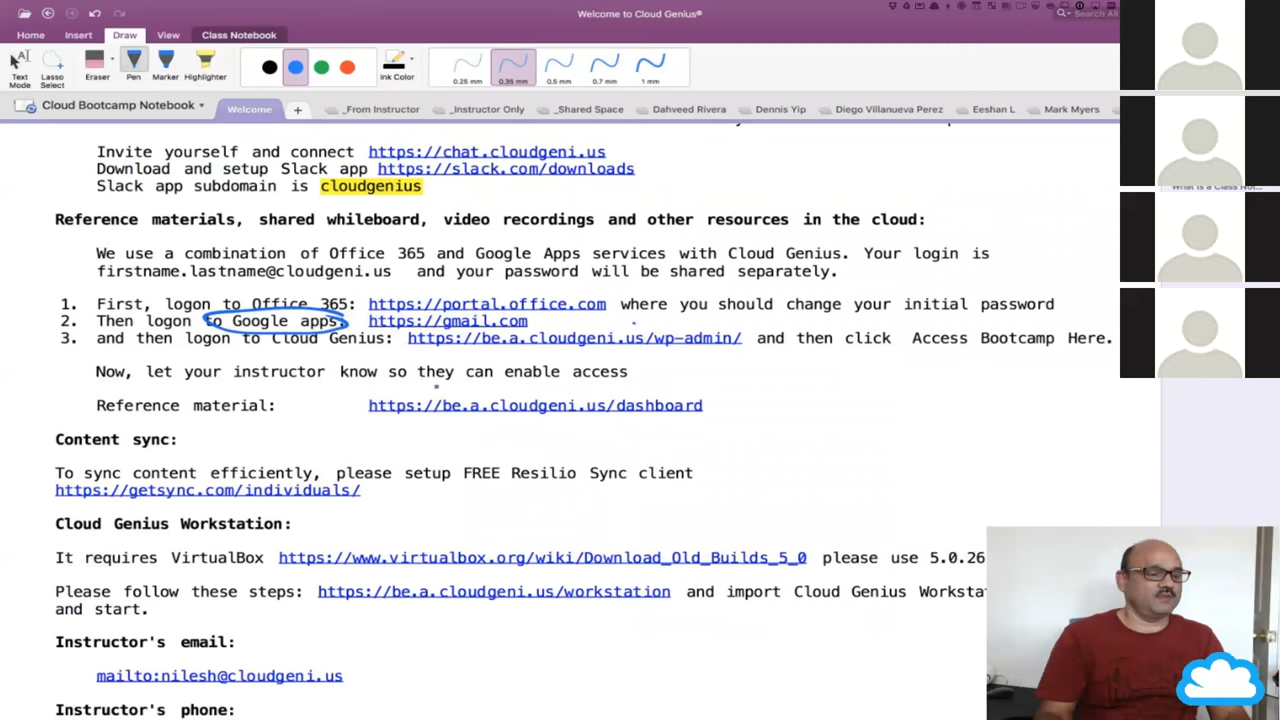 Welcome to Cloud Genius®
Search All
Home Insert Draw View Class Notebook
Text Mode
Lasso Select
Eraser
Pen
Marker
Highlighter
Ink Color
0.25 mm
0.35 mm
0.5 mm
0.7 mm
1 mm
Cloud Bootcamp Notebook
Welcome
_From Instructor
_Instructor Only
_Shared Space
Dahveed Rivera
Dennis Yip
Diego Villanueva Perez
Eeshan L
Mark Myers
Invite yourself and connect https://chat.cloudgeni.us
Download and setup Slack app https://slack.com/downloads
Slack app subdomain is cloudgenius
What is a Class Not...
Reference materials, shared whileboard, video recordings and other resources in the cloud:
We use a combination of Office 365 and Google Apps services with Cloud Genius. Your login is
firstname.lastname@cloudgeni.us and your password will be shared separately.
1. First, logon to Office 365: https://portal.office.com where you should change your initial password
2. Then logon to Google apps: https://gmail.com
3. and then logon to Cloud Genius: https://be.a.cloudgeni.us/wp-admin/ and then click Access Bootcamp Here.
Now, let your instructor know so they can enable access
Reference material: https://be.a.cloudgeni.us/dashboard
Content sync:
To sync content efficiently, please setup FREE Resilio Sync client
https://getsync.com/individuals/
Cloud Genius Workstation:
It requires VirtualBox https://www.virtualbox.org/wiki/Download_Old_Builds_5_0 please use 5.0.26
Please follow these steps: https://be.a.cloudgeni.us/workstation and import Cloud Genius Worksta
and start.
Instructor's email:
mailto:nilesh@cloudgeni.us
Instructor's phone: